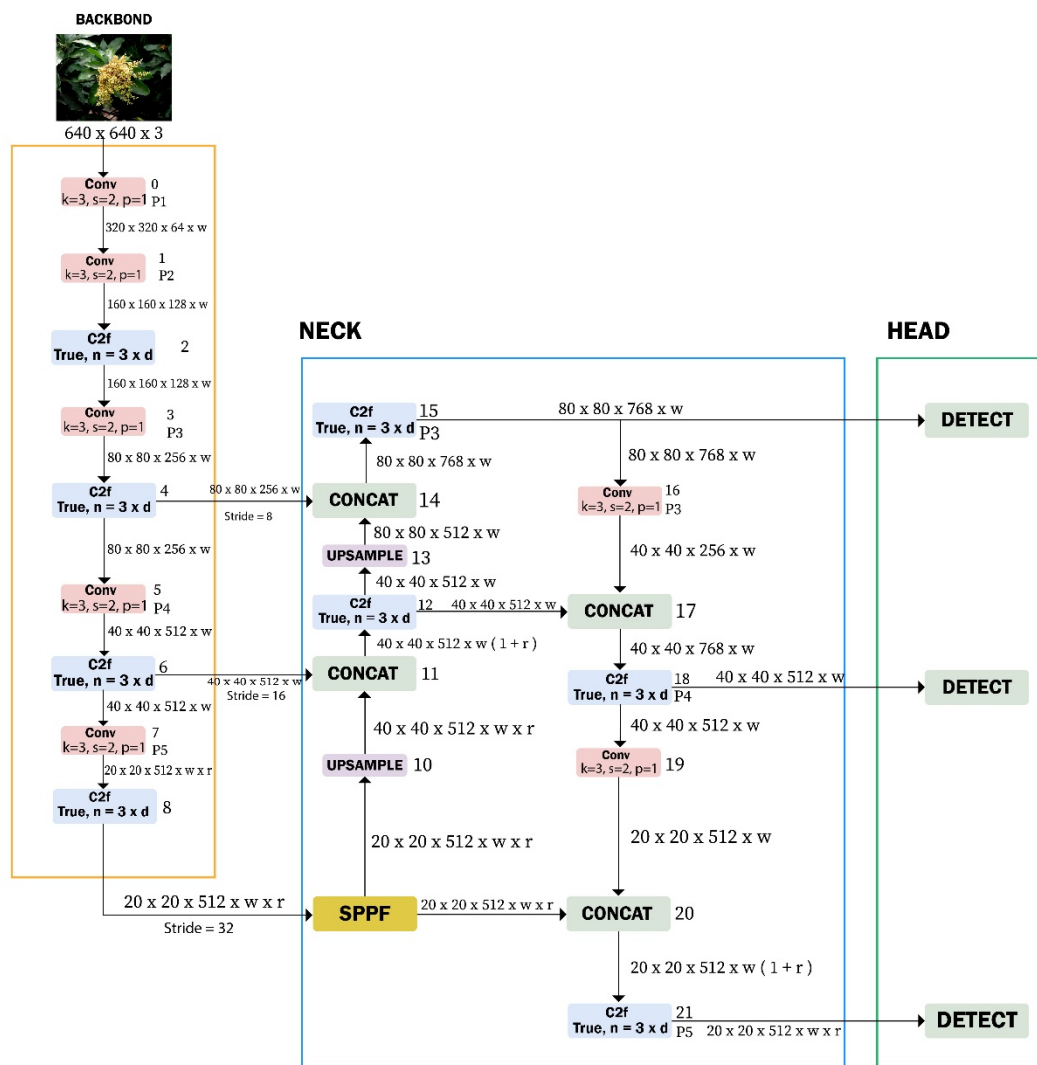 BACKBOND
640 x 640 x 3
Conv
k=3, s=2, p=1
0
P1
320 x 320 x 64 x w
Conv
k=3, s=2, p=1
1
P2
160 x 160 x 128 x w
C2f
True, n = 3 x d
2
160 x 160 x 128 x w
Conv
k=3, s=2, p=1
3
P3
80 x 80 x 256 x w
C2f
True, n = 3 x d
4
80 x 80 x 256 x w
Stride = 8
80 x 80 x 256 x w
Conv
k=3, s=2, p=1
5
P4
40 x 40 x 512 x w
C2f
True, n = 3 x d
6
40 x 40 x 512 x w
Stride = 16
40 x 40 x 512 x w
Conv
k=3, s=2, p=1
7
P5
20 x 20 x 512 x w x r
C2f
True, n = 3 x d
8
20 x 20 x 512 x w x r
Stride = 32
NECK
C2f
True, n = 3 x d
15
P3
80 x 80 x 768 x w
80 x 80 x 768 x w
CONCAT
14
80 x 80 x 512 x w
UPSAMPLE
13
40 x 40 x 512 x w
C2f
True, n = 3 x d
12
40 x 40 x 512 x w
40 x 40 x 512 x w ( 1 + r )
CONCAT
11
40 x 40 x 512 x w x r
UPSAMPLE
10
20 x 20 x 512 x w x r
SPPF
20 x 20 x 512 x w x r
80 x 80 x 768 x w
Conv
k=3, s=2, p=1
16
P3
40 x 40 x 256 x w
CONCAT
17
40 x 40 x 768 x w
C2f
True, n = 3 x d
18
P4
40 x 40 x 512 x w
40 x 40 x 512 x w
Conv
k=3, s=2, p=1
19
20 x 20 x 512 x w
CONCAT
20
20 x 20 x 512 x w ( 1 + r )
C2f
True, n = 3 x d
21
P5
20 x 20 x 512 x w x r
HEAD
DETECT
DETECT
DETECT